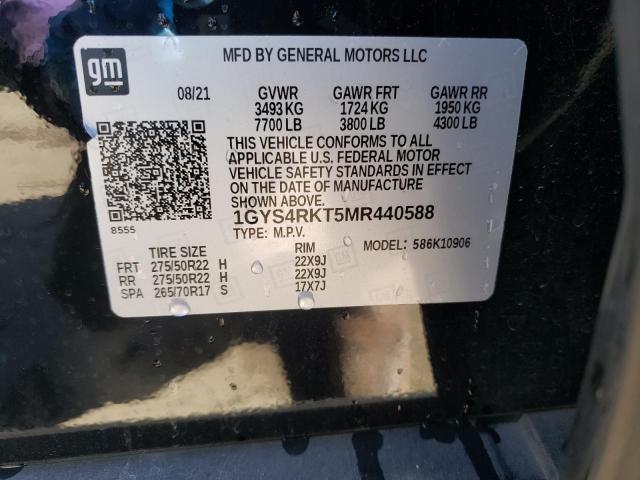 gm
MFD BY GENERAL MOTORS LLC
08/21 GVWR GAWR FRT GAWR RR
3493 KG 1724 KG 1950 KG
7700 LB 3800 LB 4300 LB
THIS VEHICLE CONFORMS TO ALL
APPLICABLE U.S. FEDERAL MOTOR
VEHICLE SAFETY STANDARDS IN EFFECT
ON THE DATE OF MANUFACTURE
SHOWN ABOVE.
1GYS4RKT5MR440588
8555
TYPE: M.P.V.
MODEL: 586K10906
TIRE SIZE RIM
FRT 275/50R22 H 22X9J
RR 275/50R22 H 22X9J
SPA 265/70R17 S 17X7J